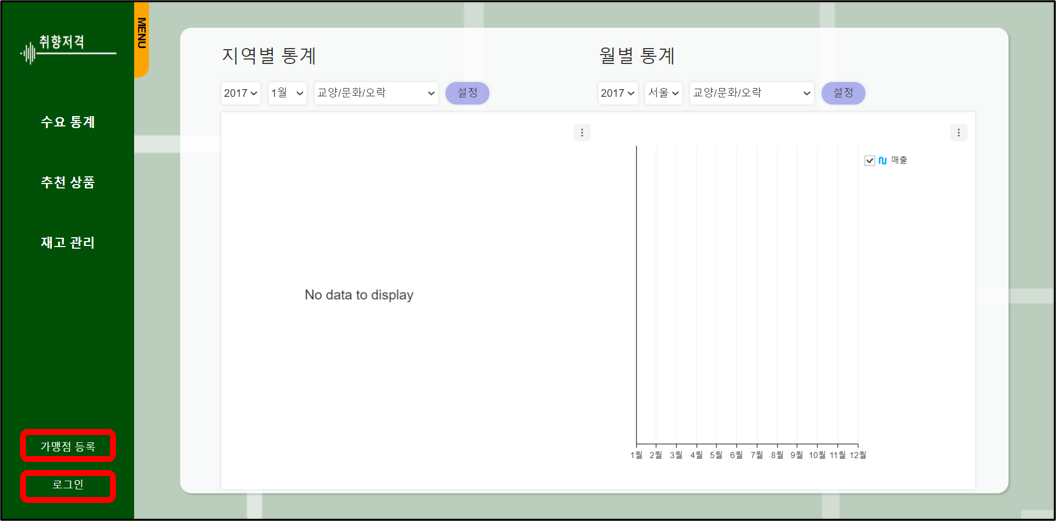 취향저격
MENU
수요 통계
추천 상품
재고 관리
가맹점 등록
로그인
지역별 통계
2017 1월 교양/문화/오락 설정
No data to display
월별 통계
2017 서울 교양/문화/오락 설정
매출
1월 2월 3월 4월 5월 6월 7월 8월 9월 10월 11월 12월